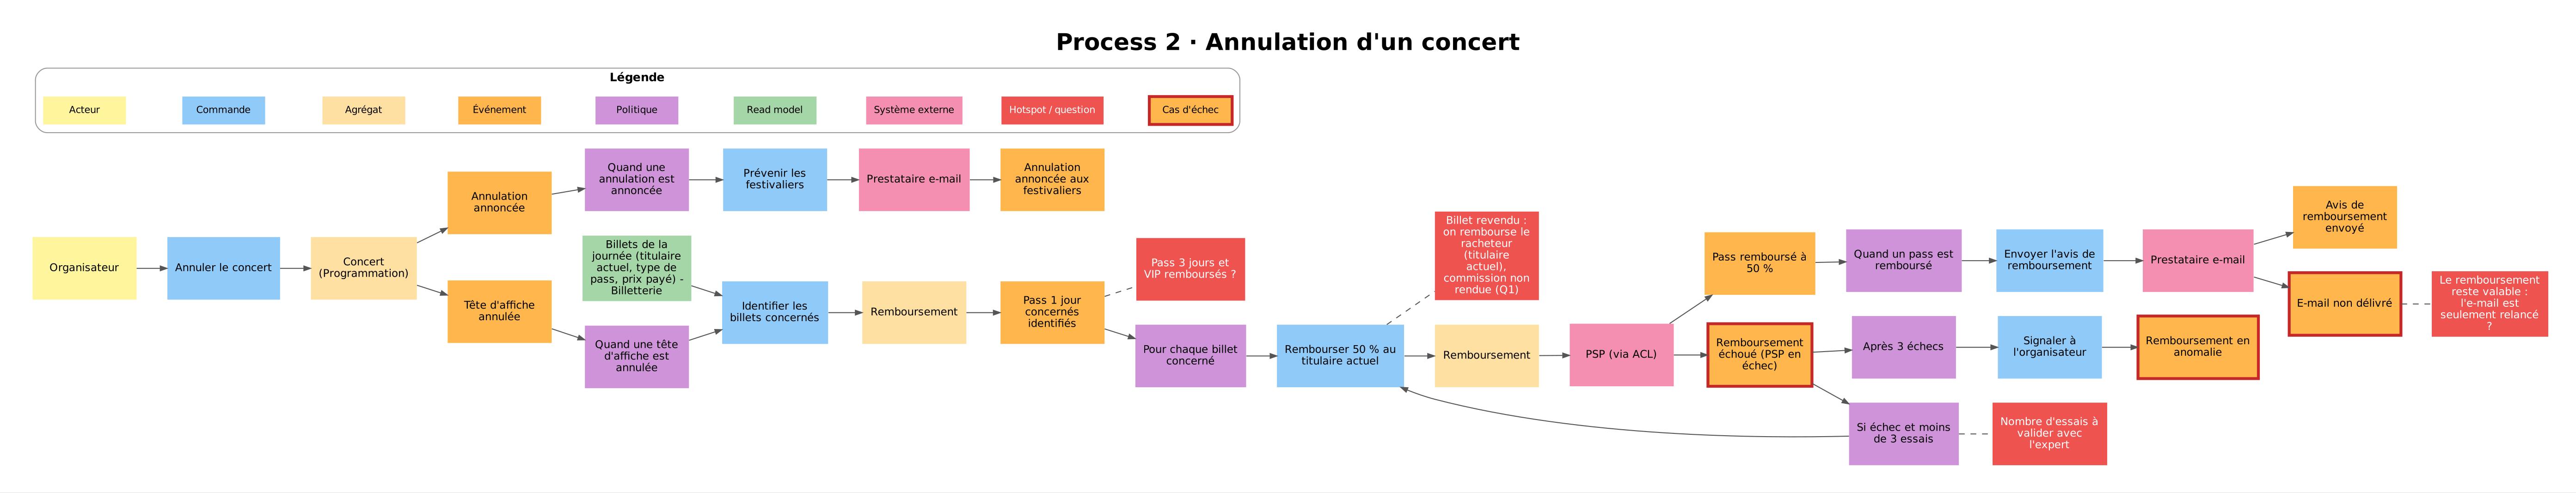 Process 2 · Annulation d'un concert
Légende
Acteur
Commande
Agrégat
Événement
Politique
Read model
Système externe
Hotspot / question
Cas d'échec
Quand une
annulation est
annoncée
Prévenir les
festivaliers
Prestataire e-mail
Annulation
annoncée aux
festivaliers
Annulation
annoncée
Organisateur
Annuler le concert
Concert
(Programmation)
Tête d'affiche
annulée
Billets de la
journée (titulaire
actuel, type de
pass, prix payé) -
Billetterie
Quand une tête
d'affiche est
annulée
Identifier les
billets concernés
Remboursement
Pass 1 jour
concernés
identifiés
Pass 3 jours et
VIP remboursés ?
Pour chaque billet
concerné
Rembourser 50 % au
titulaire actuel
Billet revendu :
on rembourse le
racheteur
(titulaire
actuel),
commission non
rendue (Q1)
Remboursement
PSP (via ACL)
Pass remboursé à
50 %
Quand un pass est
remboursé
Envoyer l'avis de
remboursement
Prestataire e-mail
Avis de
remboursement
envoyé
E-mail non délivré
Le remboursement
reste valable :
l'e-mail est
seulement relancé
?
Remboursement
échoué (PSP en
échec)
Après 3 échecs
Signaler à
l'organisateur
Remboursement en
anomalie
Si échec et moins
de 3 essais
Nombre d'essais à
valider avec
l'expert